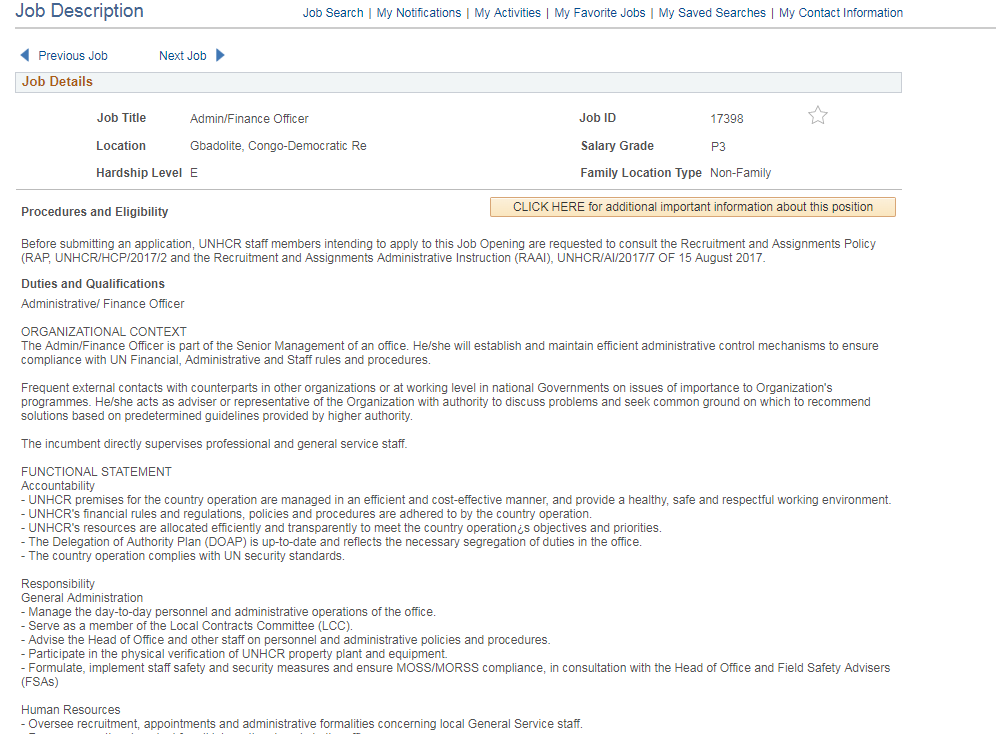 Job Description
Job Search | My Notifications | My Activities | My Favorite Jobs | My Saved Searches | My Contact Information
Previous Job Next Job
Job Details
Job Title Admin/Finance Officer Job ID 17398
Location Gbadolite, Congo-Democratic Re Salary Grade P3
Hardship Level E Family Location Type Non-Family
Procedures and Eligibility CLICK HERE for additional important information about this position
Before submitting an application, UNHCR staff members intending to apply to this Job Opening are requested to consult the Recruitment and Assignments Policy
(RAP, UNHCR/HCP/2017/2 and the Recruitment and Assignments Administrative Instruction (RAAI), UNHCR/AI/2017/7 OF 15 August 2017.
Duties and Qualifications
Administrative/ Finance Officer
ORGANIZATIONAL CONTEXT
The Admin/Finance Officer is part of the Senior Management of an office. He/she will establish and maintain efficient administrative control mechanisms to ensure
compliance with UN Financial, Administrative and Staff rules and procedures.
Frequent external contacts with counterparts in other organizations or at working level in national Governments on issues of importance to Organization's
programmes. He/she acts as adviser or representative of the Organization with authority to discuss problems and seek common ground on which to recommend
solutions based on predetermined guidelines provided by higher authority.
The incumbent directly supervises professional and general service staff.
FUNCTIONAL STATEMENT
Accountability
- UNHCR premises for the country operation are managed in an efficient and cost-effective manner, and provide a healthy, safe and respectful working environment.
- UNHCR's financial rules and regulations, policies and procedures are adhered to by the country operation.
- UNHCR's resources are allocated efficiently and transparently to meet the country operation¿s objectives and priorities.
- The Delegation of Authority Plan (DOAP) is up-to-date and reflects the necessary segregation of duties in the office.
- The country operation complies with UN security standards.
Responsibility
General Administration
- Manage the day-to-day personnel and administrative operations of the office.
- Serve as a member of the Local Contracts Committee (LCC).
- Advise the Head of Office and other staff on personnel and administrative policies and procedures.
- Participate in the physical verification of UNHCR property plant and equipment.
- Formulate, implement staff safety and security measures and ensure MOSS/MORSS compliance, in consultation with the Head of Office and Field Safety Advisers
(FSAs)
Human Resources
- Oversee recruitment, appointments and administrative formalities concerning local General Service staff.